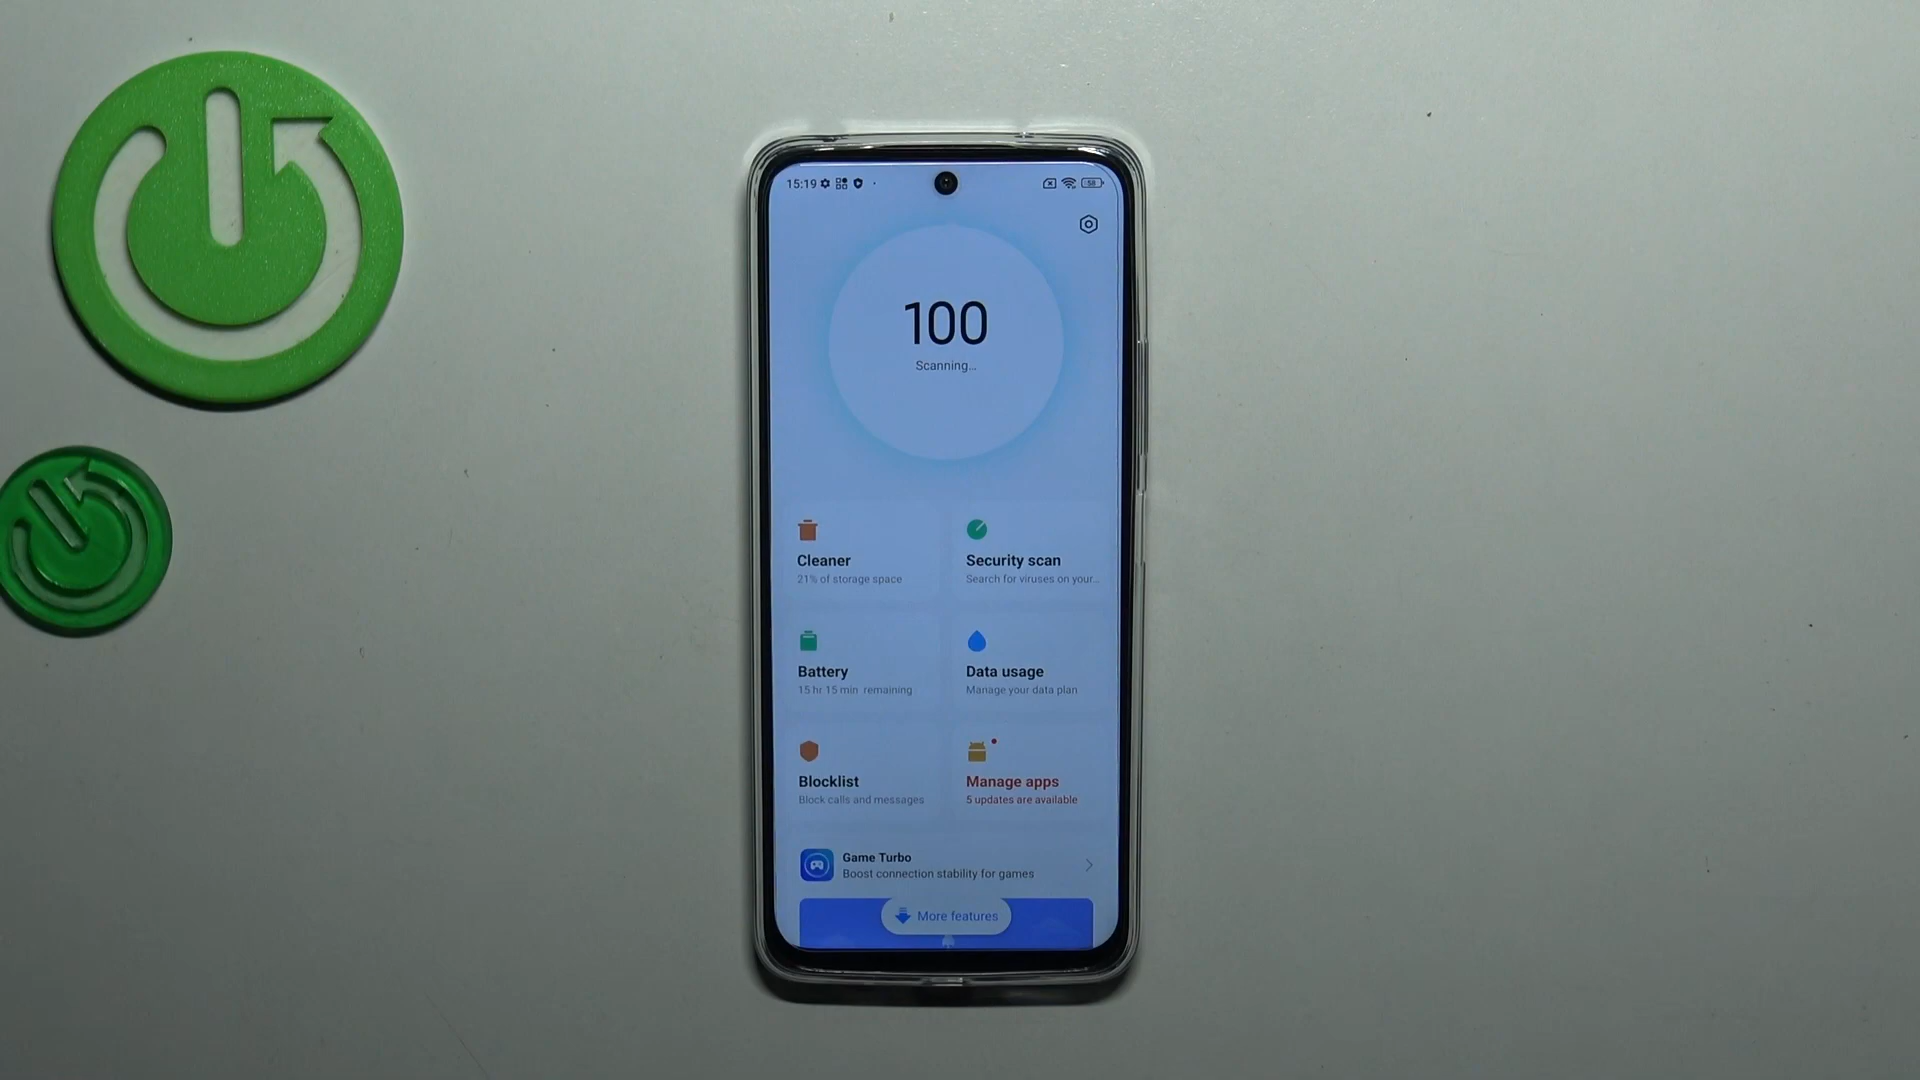 15:19
58
100
Scanning...
Cleaner
21% of storage space
Security scan
Search for viruses on your...
Battery
15 hr 15 min remaining
Data usage
Manage your data plan
Blocklist
Block calls and messages
Manage apps
5 updates are available
Game Turbo
Boost connection stability for games
More features